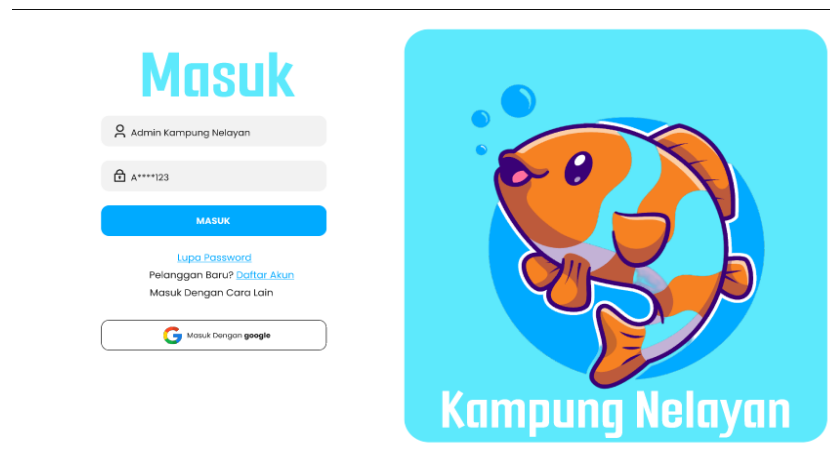 Masuk
Admin Kampung Nelayan
A****123
MASUK
Lupa Password
Pelanggan Baru? Daftar Akun
Masuk Dengan Cara Lain
Masuk Dengan google
Kampung Nelayan